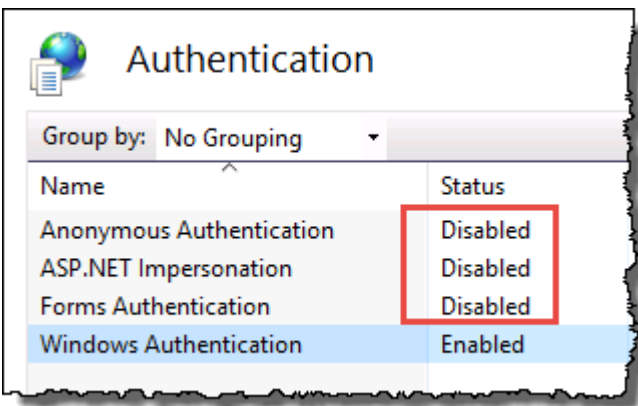 Authentication
Group by: No Grouping
Name Status
Anonymous Authentication Disabled
ASP.NET Impersonation Disabled
Forms Authentication Disabled
Windows Authentication Enabled